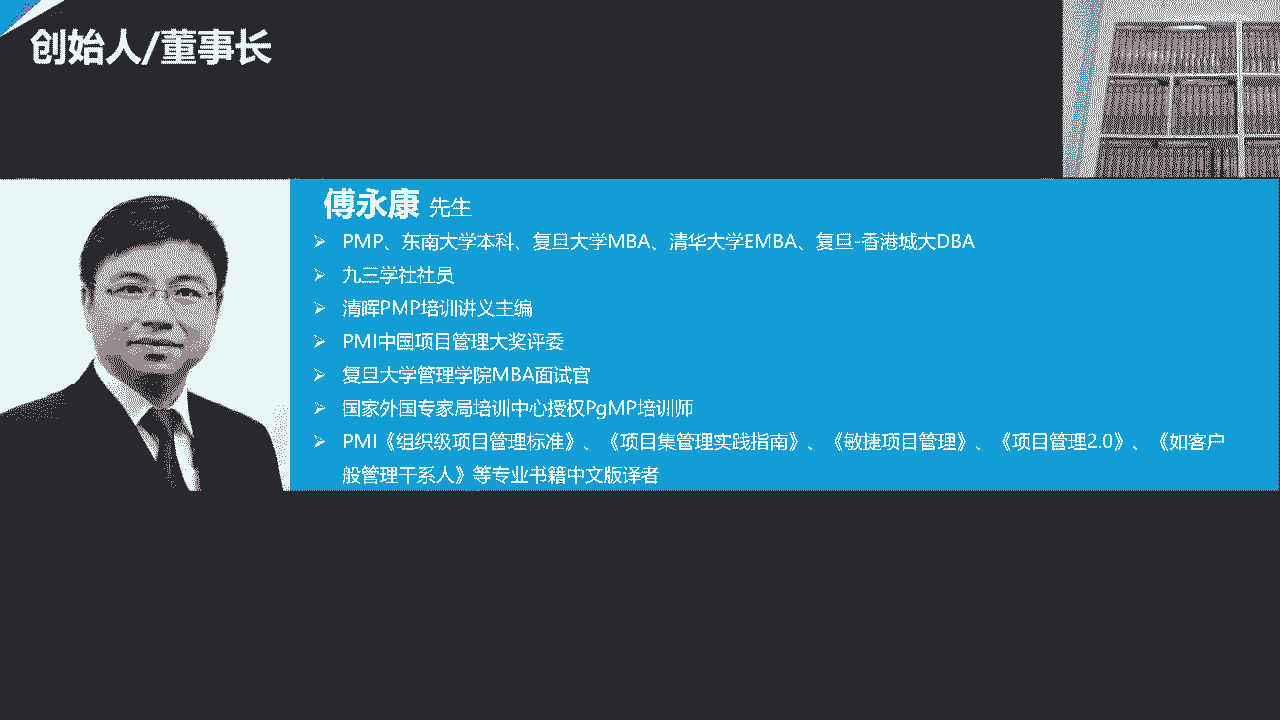 创始人/董事长
傅永康 先生
➢ PMP、东南大学本科、复旦大学MBA、清华大学EMBA、复旦-香港城大DBA
➢ 九三学社社员
➢ 清晖PMP培训讲义主编
➢ PMI中国项目管理大奖评委
➢ 复旦大学管理学院MBA面试官
➢ 国家外国专家局培训中心授权PgMP培训师
➢ PMI《组织级项目管理标准》、《项目集管理实践指南》、《敏捷项目管理》、《项目管理2.0》、《如客户
般管理干系人》等专业书籍中文版译者